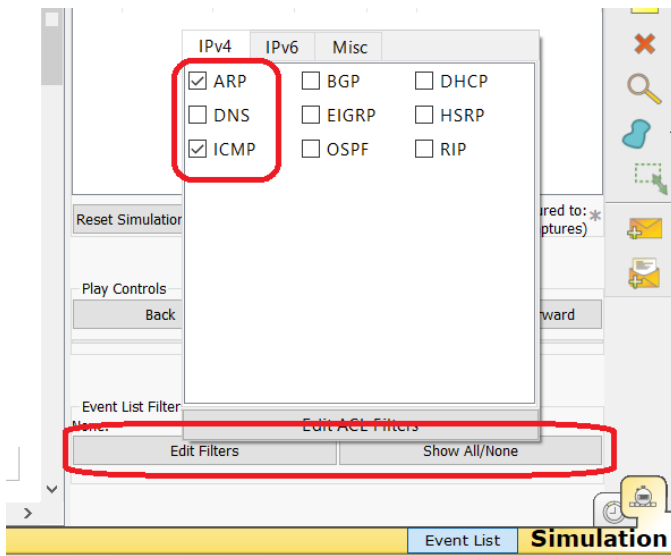 IPv4 IPv6 Misc
ARP BGP DHCP
DNS EIGRP HSRP
ICMP OSPF RIP
Reset Simulation
ured to:
ptures)
Play Controls
Back
ward
Event List Filter
None.
Edit ACL Filters
Edit Filters Show All/None
Event List Simulation